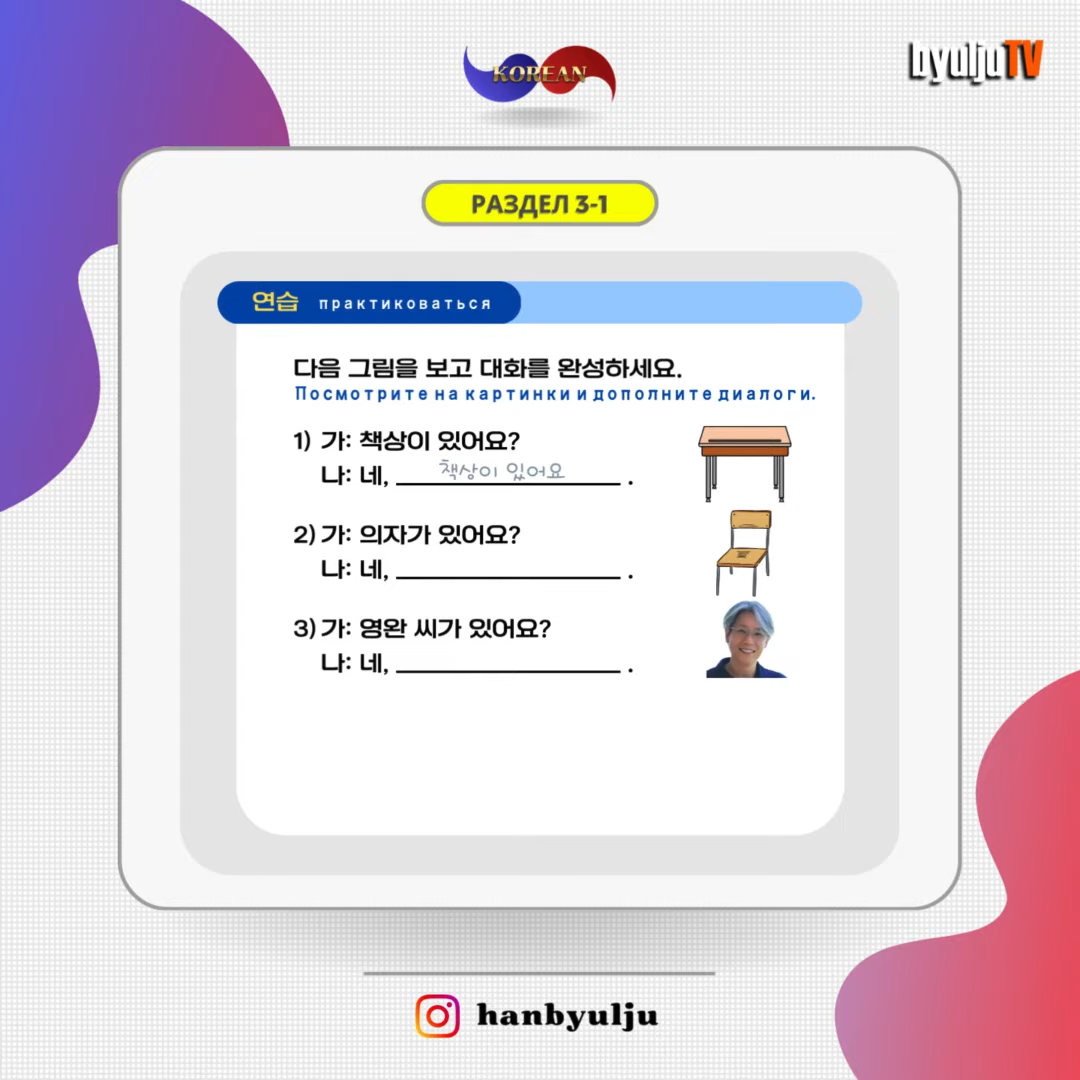 KOREAN
byuljuTV
РАЗДЕЛ 3-1
연습 практиковаться
다음 그림을 보고 대화를 완성하세요.
Посмотрите на картинки и дополните диалоги.
1) 가: 책상이 있어요?
나: 네, 책상이 있어요 .
2) 가: 의자가 있어요?
나: 네, ____________ .
3) 가: 영완 씨가 있어요?
나: 네, ____________ .
hanbyulju